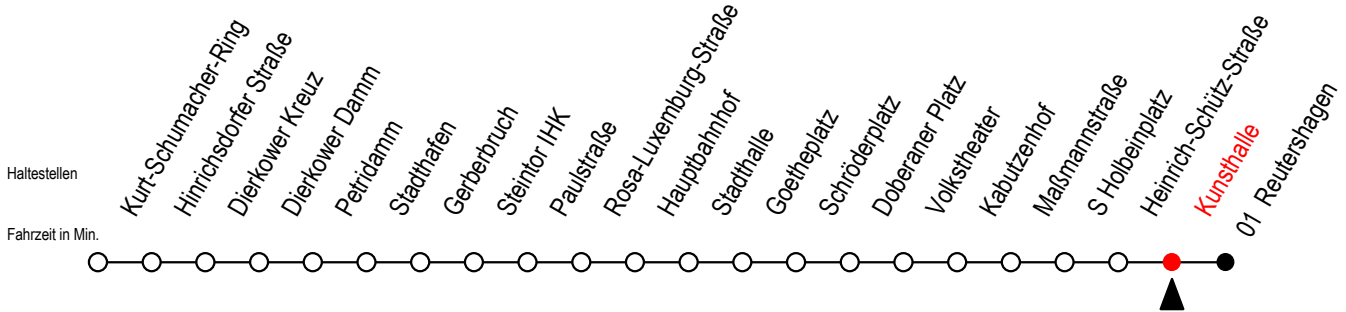 Haltestellen
Kurt-Schumacher-Ring
Hinrichsdorfer Straße
Dierkower Kreuz
Dierkower Damm
Petridamm
Stadthafen
Gerberbruch
Steintor IHK
Paulstraße
Rosa-Luxemburg-Straße
Hauptbahnhof
Stadthalle
Goetheplatz
Schröderplatz
Doberaner Platz
Volkstheater
Kabutzenhof
Maßmannstraße
S Holbeinplatz
Heinrich-Schütz-Straße
Kunsthalle
01 Reutershagen
Fahrzeit in Min.